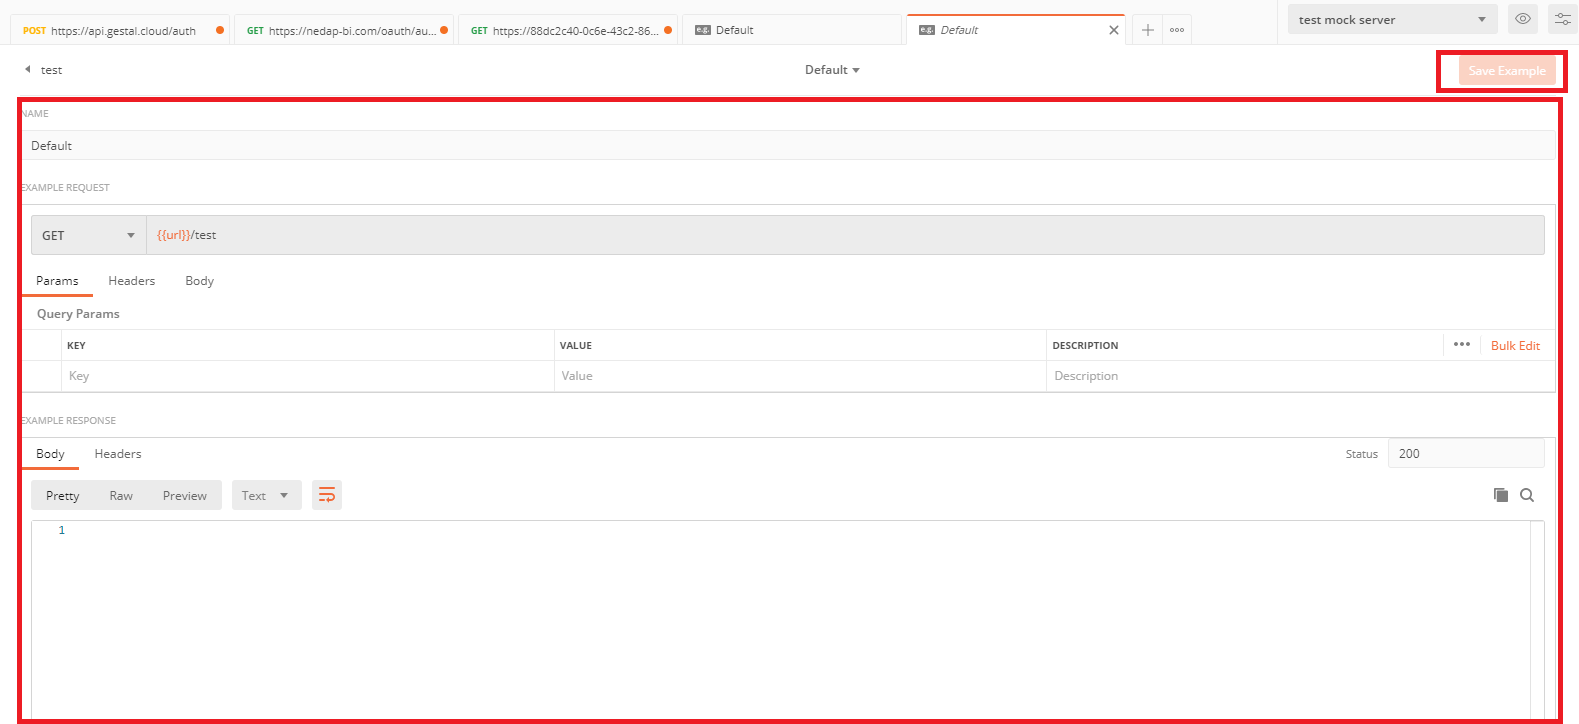 POST https://api.gestal.cloud/auth GET https://nedap-bi.com/oauth/au... GET https://88dc2c40-0c6e-43c2-86... e.g. Default e.g. Default test mock server
test Default Save Example
NAME
Default
EXAMPLE REQUEST
GET {{url}}/test
Params Headers Body
Query Params
KEY VALUE DESCRIPTION Bulk Edit
Key Value Description
EXAMPLE RESPONSE
Body Headers Status 200
Pretty Raw Preview Text
1